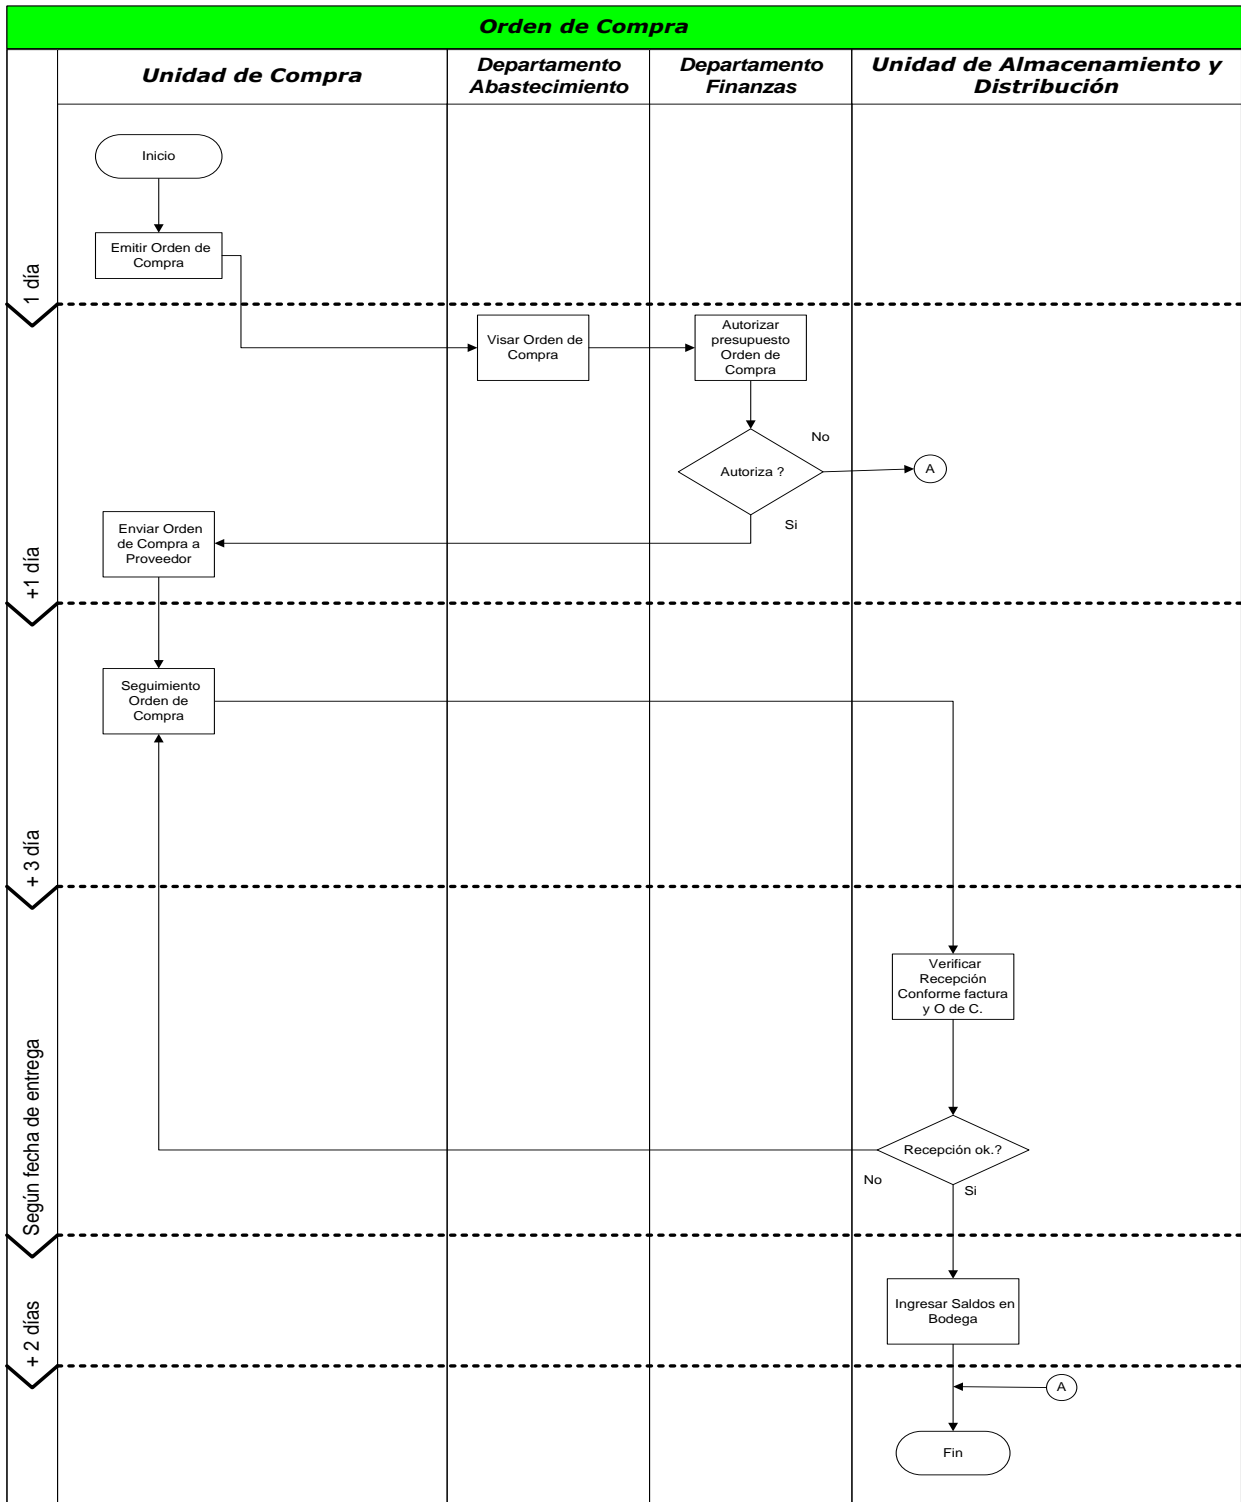 Orden de Compra
Unidad de Compra
Departamento
Abastecimiento
Departamento
Finanzas
Unidad de Almacenamiento y
Distribución
Inicio
Emitir Orden de
Compra
1 día
Visar Orden de
Compra
Autorizar
presupuesto
Orden de
Compra
No
Autoriza ?
A
Si
Enviar Orden
de Compra a
Proveedor
+1 día
Seguimiento
Orden de
Compra
+ 3 día
Verificar
Recepción
Conforme factura
y O de C.
Recepción ok.?
No
Si
Según fecha de entrega
Ingresar Saldos en
Bodega
+ 2 días
A
Fin